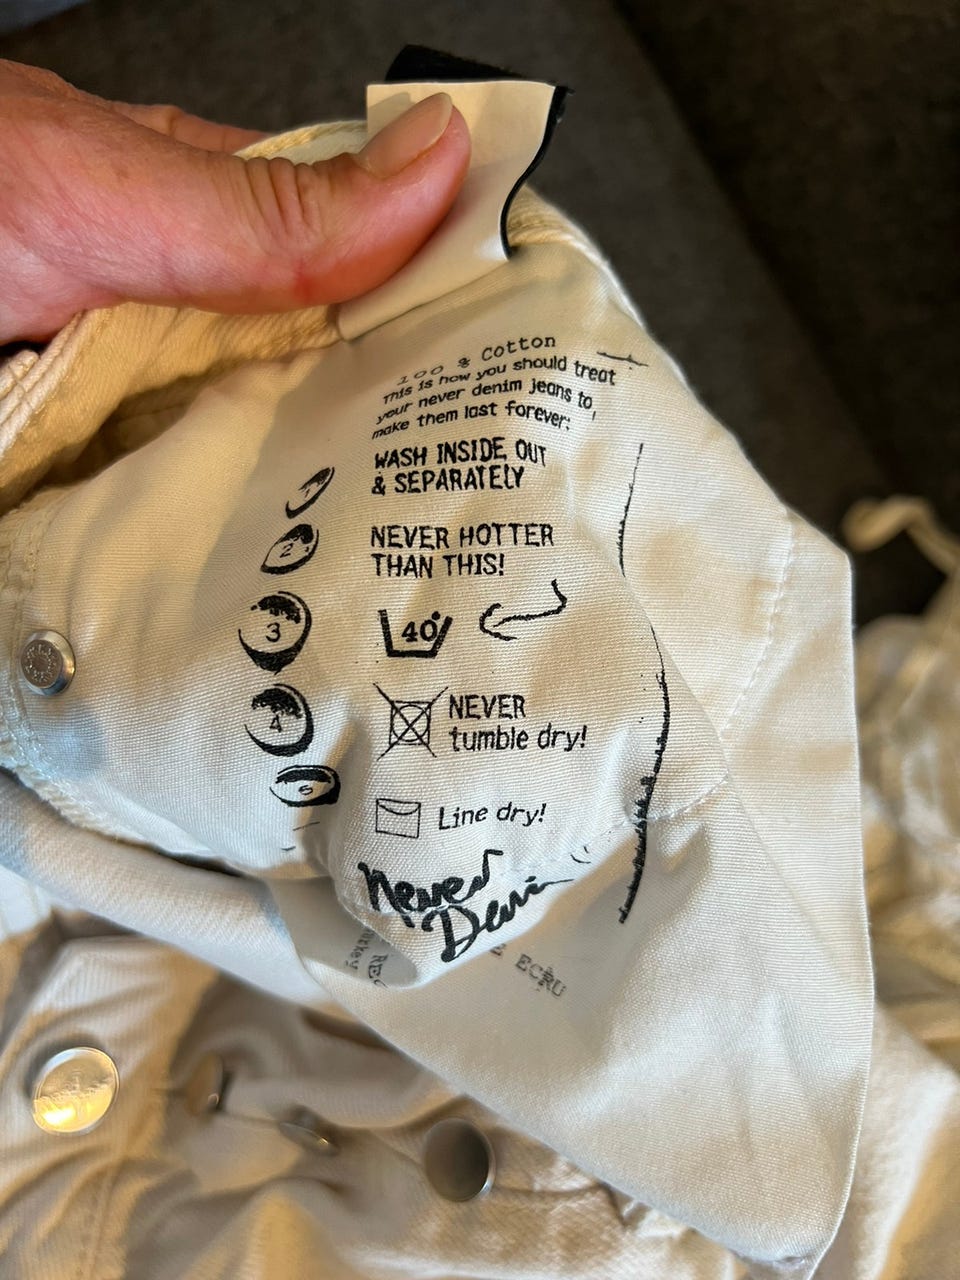 100 % Cotton
This is how you should treat
your never denim jeans to
make them last forever:
WASH INSIDE OUT
& SEPARATELY
NEVER HOTTER
THAN THIS!
40°
NEVER
tumble dry!
Line dry!
1
2
3
4
5
Never
Denim
ECRU